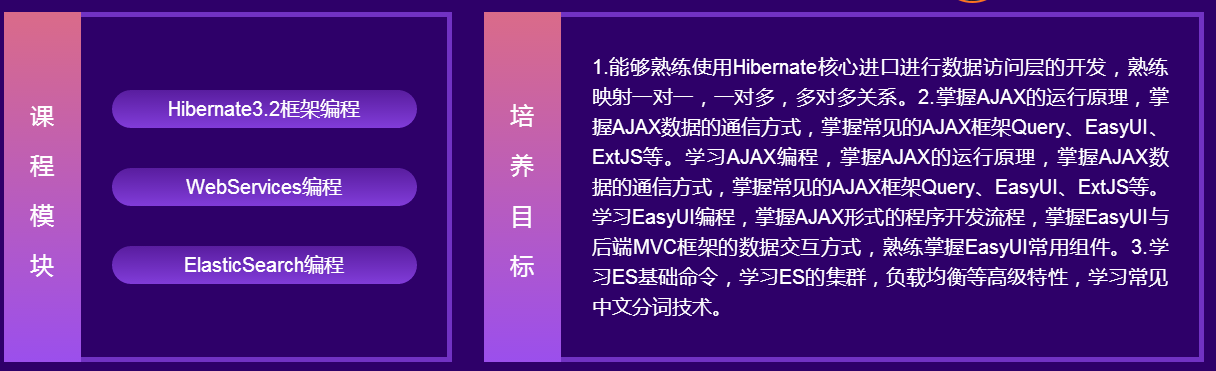 课
程
模
块
Hibernate3.2框架编程
WebServices编程
ElasticSearch编程
培
养
目
标
1.能够熟练使用Hibernate核心进口进行数据访问层的开发，熟练
映射一对一，一对多，多对多关系。2.掌握AJAX的运行原理，掌
握AJAX数据的通信方式，掌握常见的AJAX框架Query、EasyUI、
ExtJS等。学习AJAX编程，掌握AJAX的运行原理，掌握AJAX数
据的通信方式，掌握常见的AJAX框架Query、EasyUI、ExtJS等。
学习EasyUI编程，掌握AJAX形式的程序开发流程，掌握EasyUI与
后端MVC框架的数据交互方式，熟练掌握EasyUI常用组件。3.学
习ES基础命令，学习ES的集群，负载均衡等高级特性，学习常见
中文分词技术。